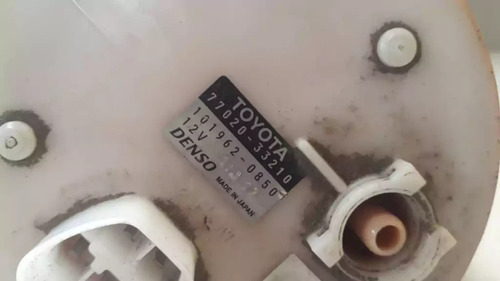 TOYOTA
77020-33210
101962-0850
12V
DENSO
MADE IN JAPAN